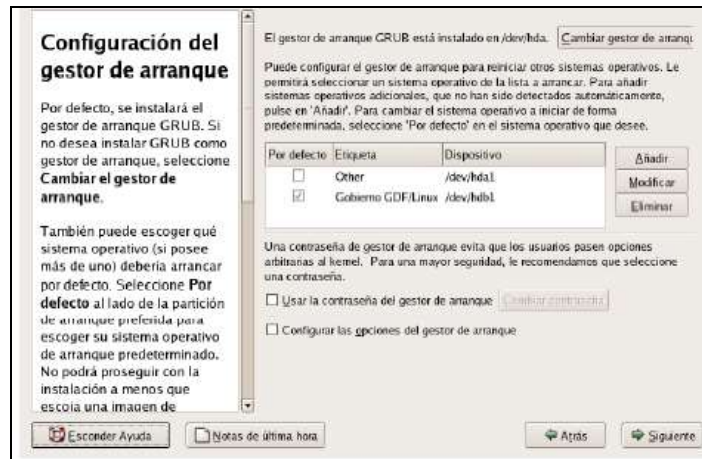 Configuración del
gestor de arranque
Por defecto, se instalará el
gestor de arranque GRUB. Si
no desea instalar GRUB como
gestor de arranque, seleccione
Cambiar el gestor de
arranque.
También puede escoger qué
sistema operativo (si posee
más de uno) debería arrancar
por defecto. Seleccione Por
defecto al lado de la partición
de arranque preferida para
escoger su sistema operativo
de arranque predeterminado.
No podrá proseguir con la
instalación a menos que
escoja una imagen de
El gestor de arranque GRUB está instalado en /dev/hda. Cambiar gestor de arranqu
Puede configurar el gestor de arranque para reiniciar otros sistemas operativos. Le
permitirá seleccionar un sistema operativo de la lista a arrancar. Para añadir
sistemas operativos adicionales, que no han sido detectados automáticamente,
pulse en 'Añadir'. Para cambiar el sistema operativo a iniciar de forma
predeterminada, seleccione 'Por defecto' en el sistema operativo que desee.
Por defecto Etiqueta Dispositivo
Other /dev/hda1
Gobierno GDF/Linux /dev/hdb1
Añadir
Modificar
Eliminar
Una contraseña de gestor de arranque evita que los usuarios pasen opciones
arbitrarias al kernel. Para una mayor seguridad, le recomendamos que seleccione
una contraseña.
Usar la contraseña del gestor de arranque Cambiar contraseña
Configurar las opciones del gestor de arranque
Esconder Ayuda Notas de última hora Atrás Siguiente